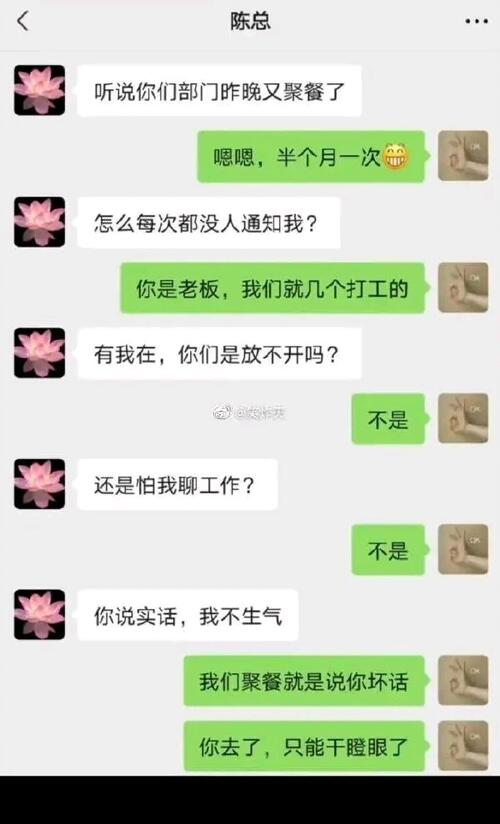 陈总
听说你们部门昨晚又聚餐了
嗯嗯，半个月一次😁
怎么每次都没人通知我？
你是老板，我们就几个打工的
有我在，你们是放不开吗？
不是
还是怕我聊工作？
不是
你说实话，我不生气
我们聚餐就是说你坏话
你去了，只能干瞪眼了